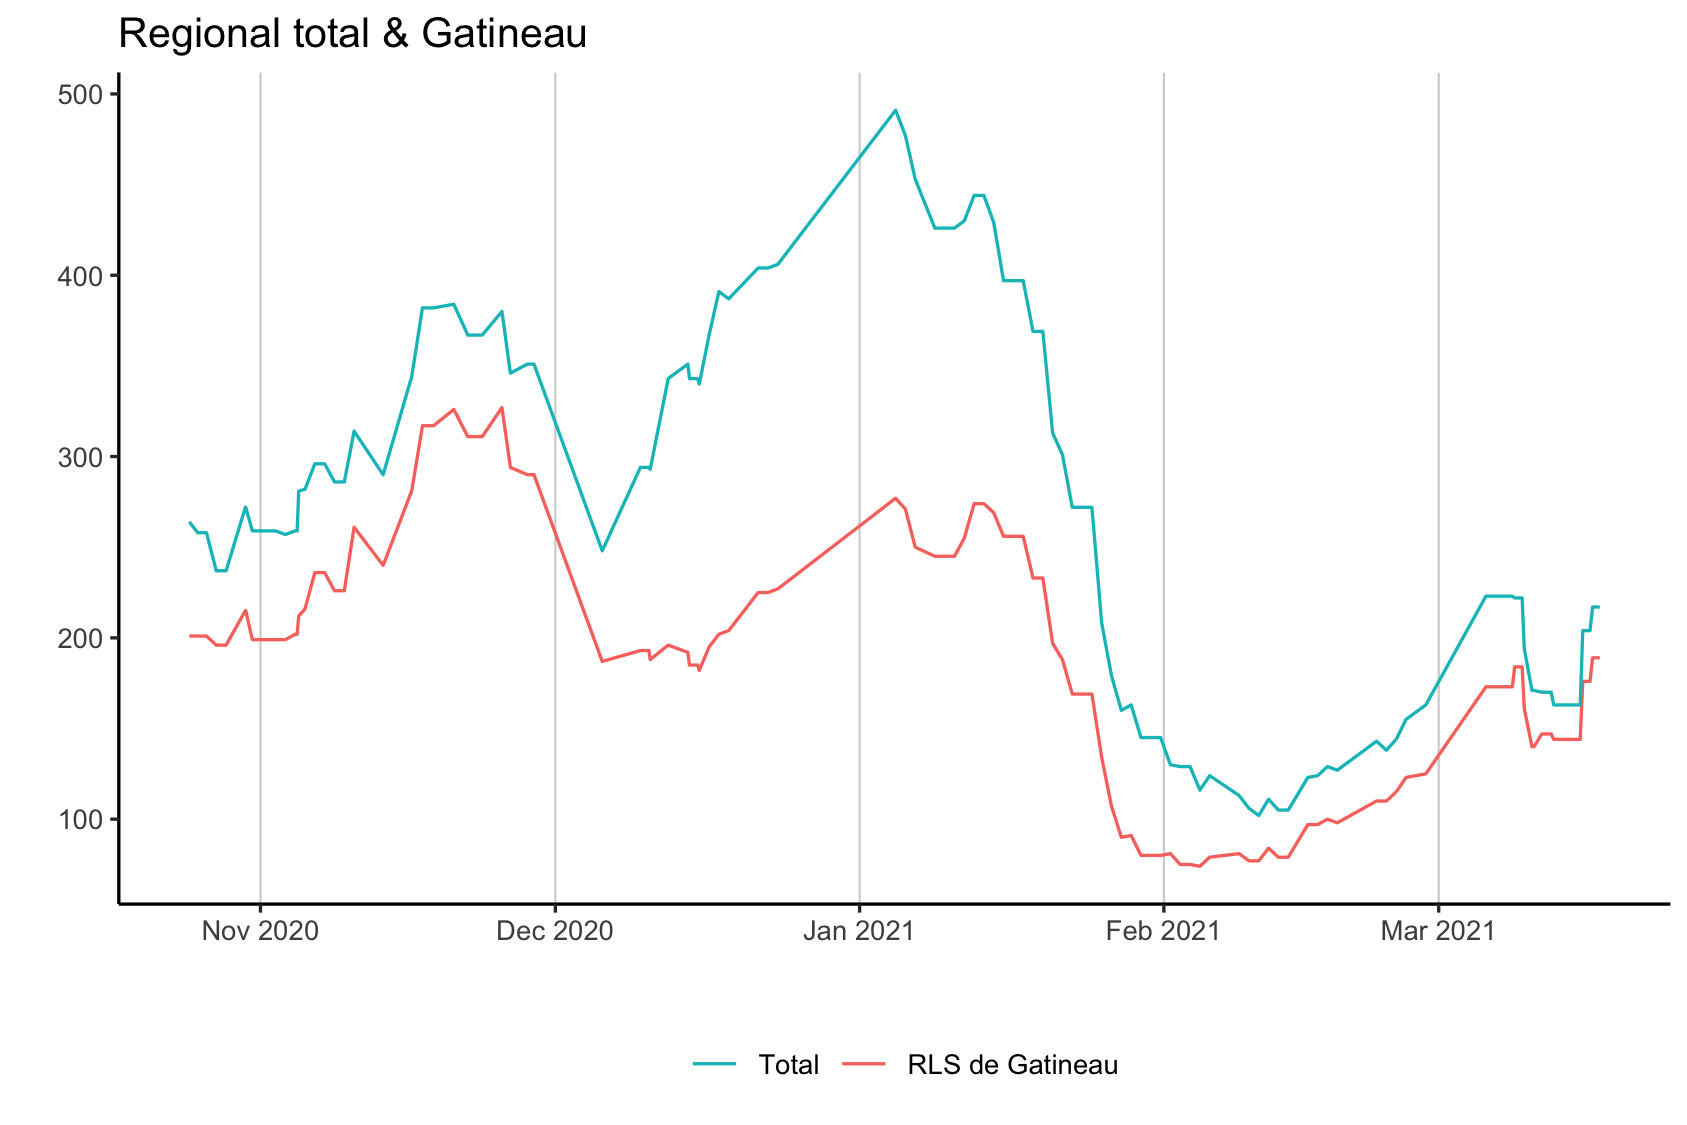 Regional total & Gatineau
500
400
300
200
100
Nov 2020 Dec 2020 Jan 2021 Feb 2021 Mar 2021
Total RLS de Gatineau